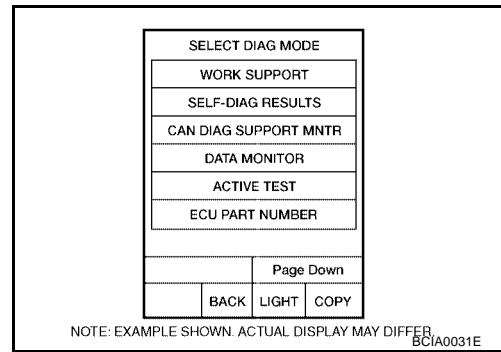 SELECT DIAG MODE
WORK SUPPORT
SELF-DIAG RESULTS
CAN DIAG SUPPORT MNTR
DATA MONITOR
ACTIVE TEST
ECU PART NUMBER
Page Down
BACK LIGHT COPY
NOTE: EXAMPLE SHOWN. ACTUAL DISPLAY MAY DIFFER.
BCIA0031E